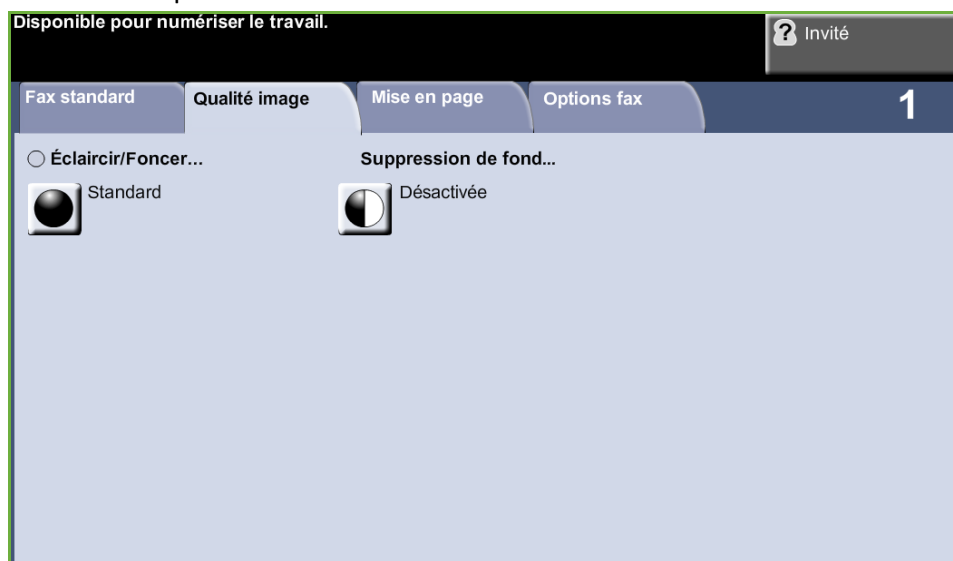 Disponible pour numériser le travail.
? Invité
Fax standard
Qualité image
Mise en page
Options fax
1
Éclaircir/Foncer...
Suppression de fond...
Standard
Désactivée